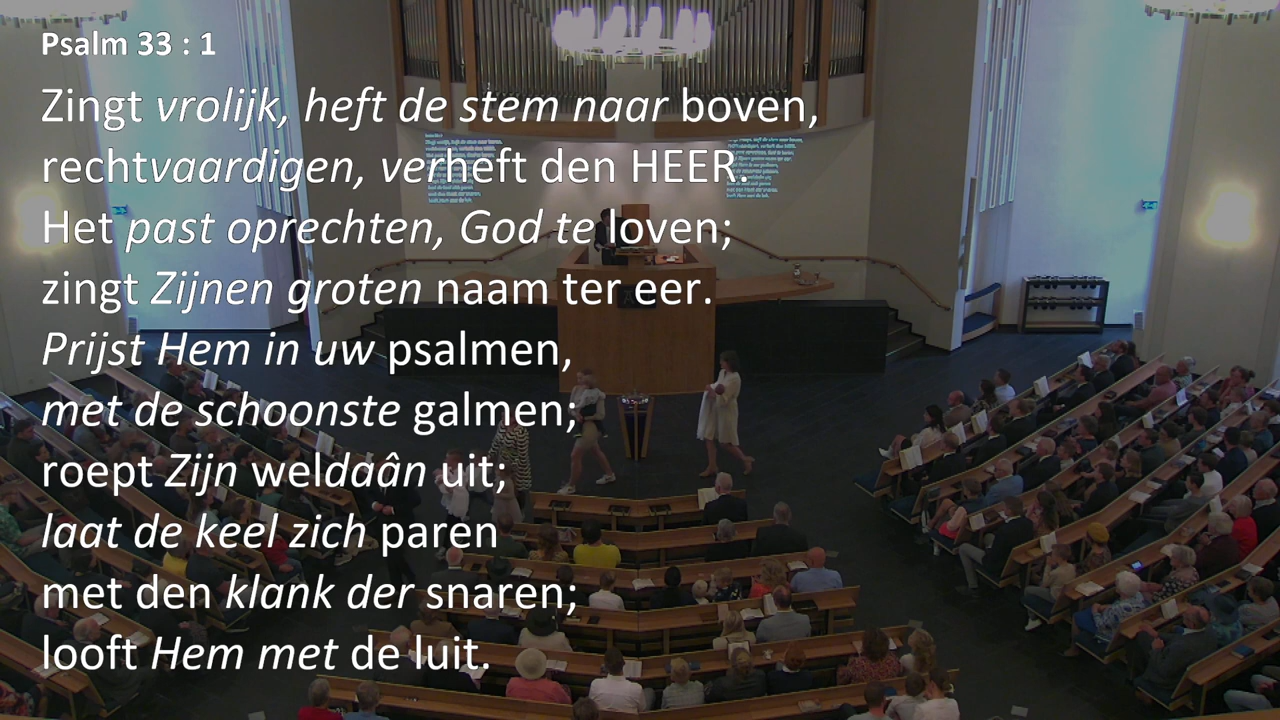 Psalm 33 : 1
Zingt vrolijk, heft de stem naar boven,
rechtvaardigen, verheft den HEER.
Het past oprechten, God te loven;
zingt Zijnen groten naam ter eer.
Prijst Hem in uw psalmen,
met de schoonste galmen;
roept Zijn weldaân uit;
laat de keel zich paren
met den klank der snaren;
looft Hem met de luit.